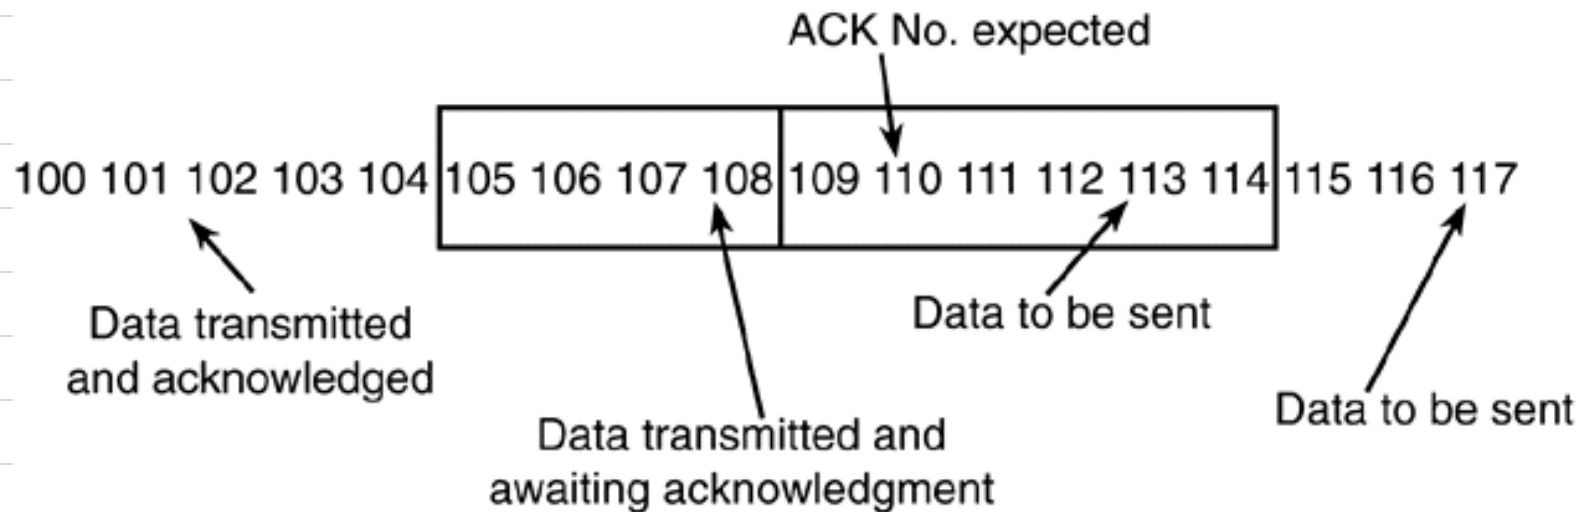 ACK No. expected
100 101 102 103 104 105 106 107 108 109 110 111 112 113 114 115 116 117
Data transmitted
and acknowledged
Data to be sent
Data to be sent
Data transmitted and
awaiting acknowledgment